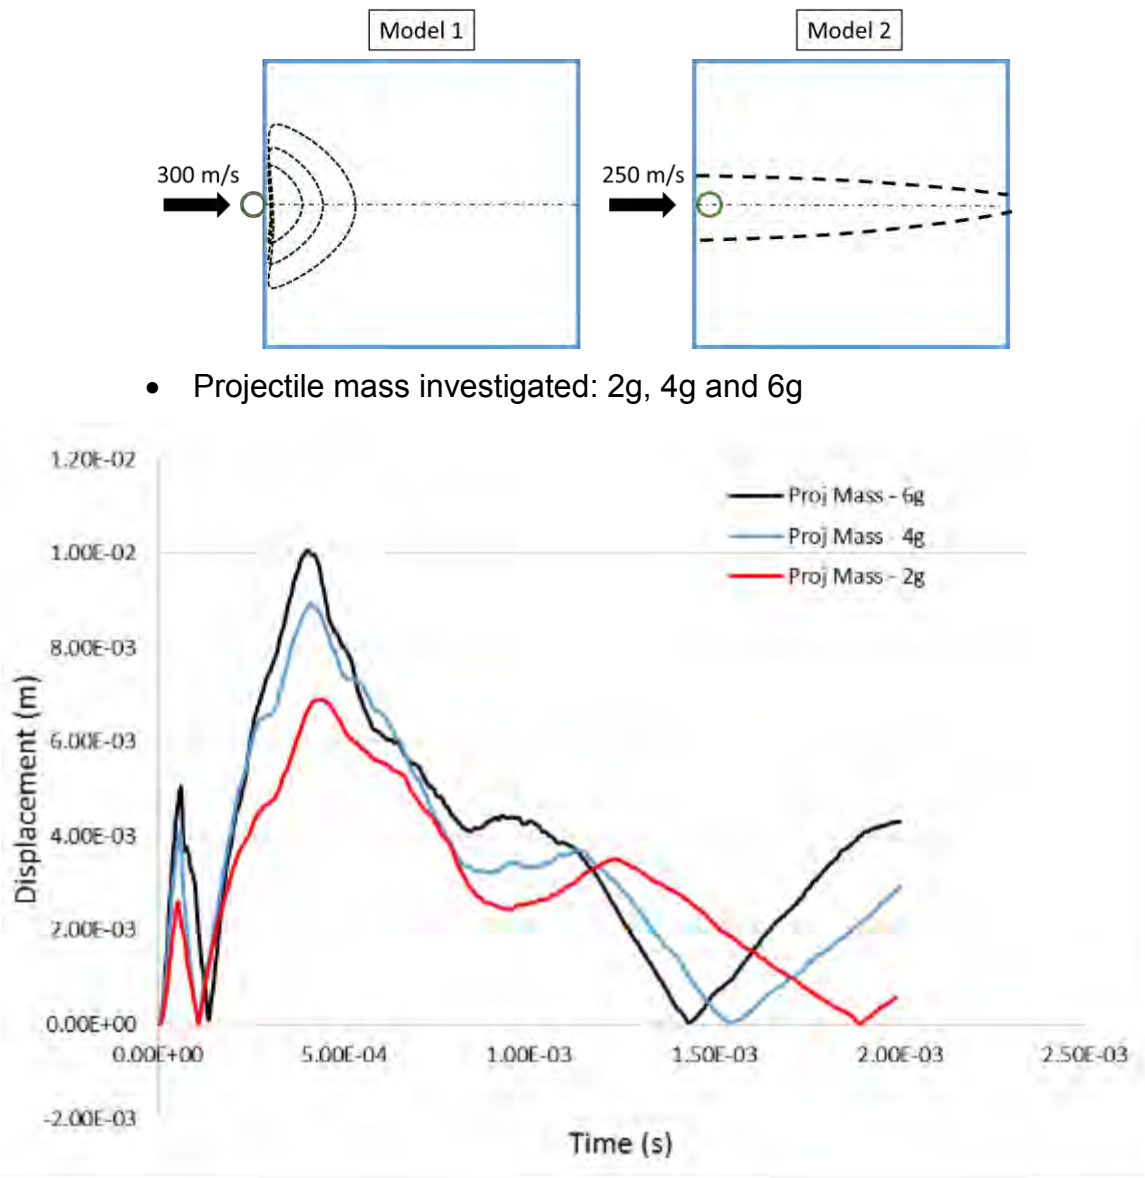 Model 1
Model 2
300 m/s
250 m/s
• Projectile mass investigated: 2g, 4g and 6g
1.20E-02
1.00E-02
8.00E-03
6.00E-03
4.00E-03
2.00E-03
0.00E+00
-2.00E-03
Displacement (m)
Proj Mass - 6g
Proj Mass - 4g
Proj Mass - 2g
0.00E+00
5.00E-04
1.00E-03
1.50E-03
2.00E-03
2.50E-03
Time (s)